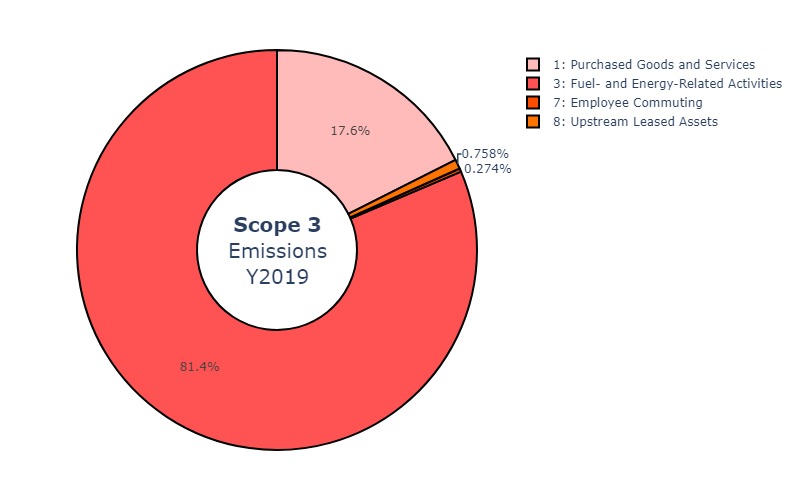 1: Purchased Goods and Services
3: Fuel- and Energy-Related Activities
7: Employee Commuting
8: Upstream Leased Assets
17.6%
0.758%
0.274%
Scope 3
Emissions
Y2019
81.4%